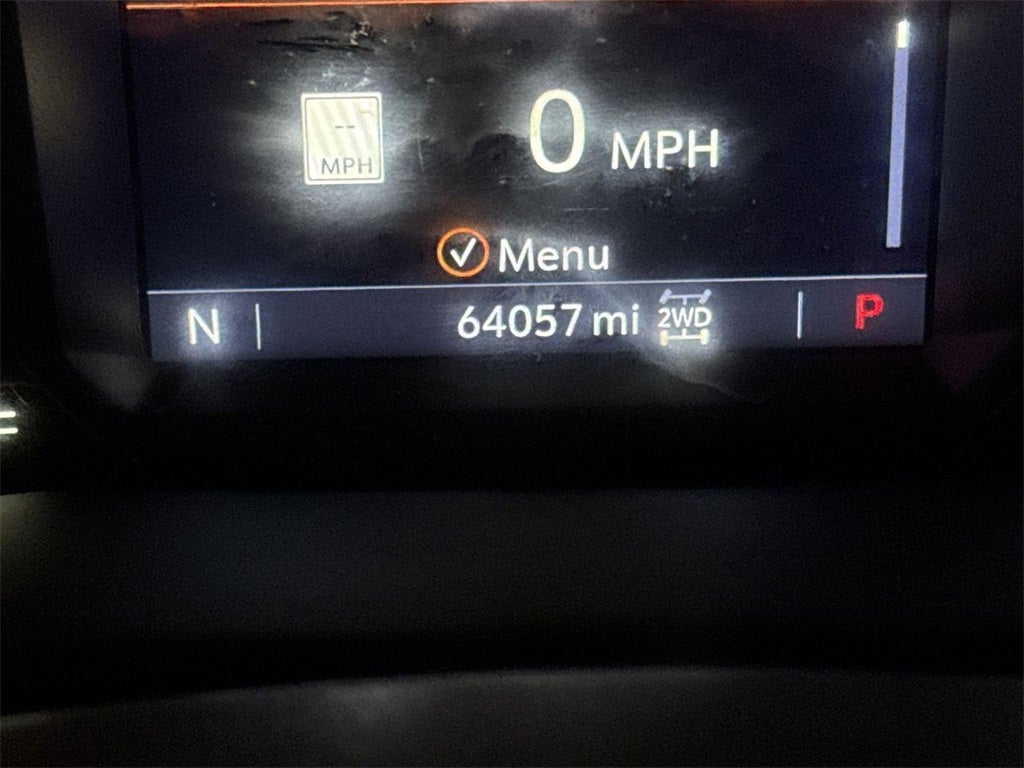 0 MPH
-- MPH
✓ Menu
N 64057 mi 2WD P